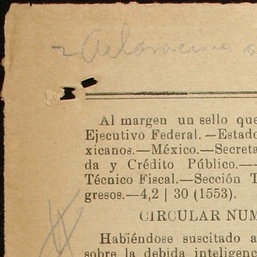 Al margen un sello que
Ejecutivo Federal.—Estado
xicanos.—México.—Secreta
da y Crédito Público.—
Técnico Fiscal.—Sección T
gresos.—4,2 | 30 (1553).
CIRCULAR NUM
Habiéndose suscitado a
sobre la debida inteligenc